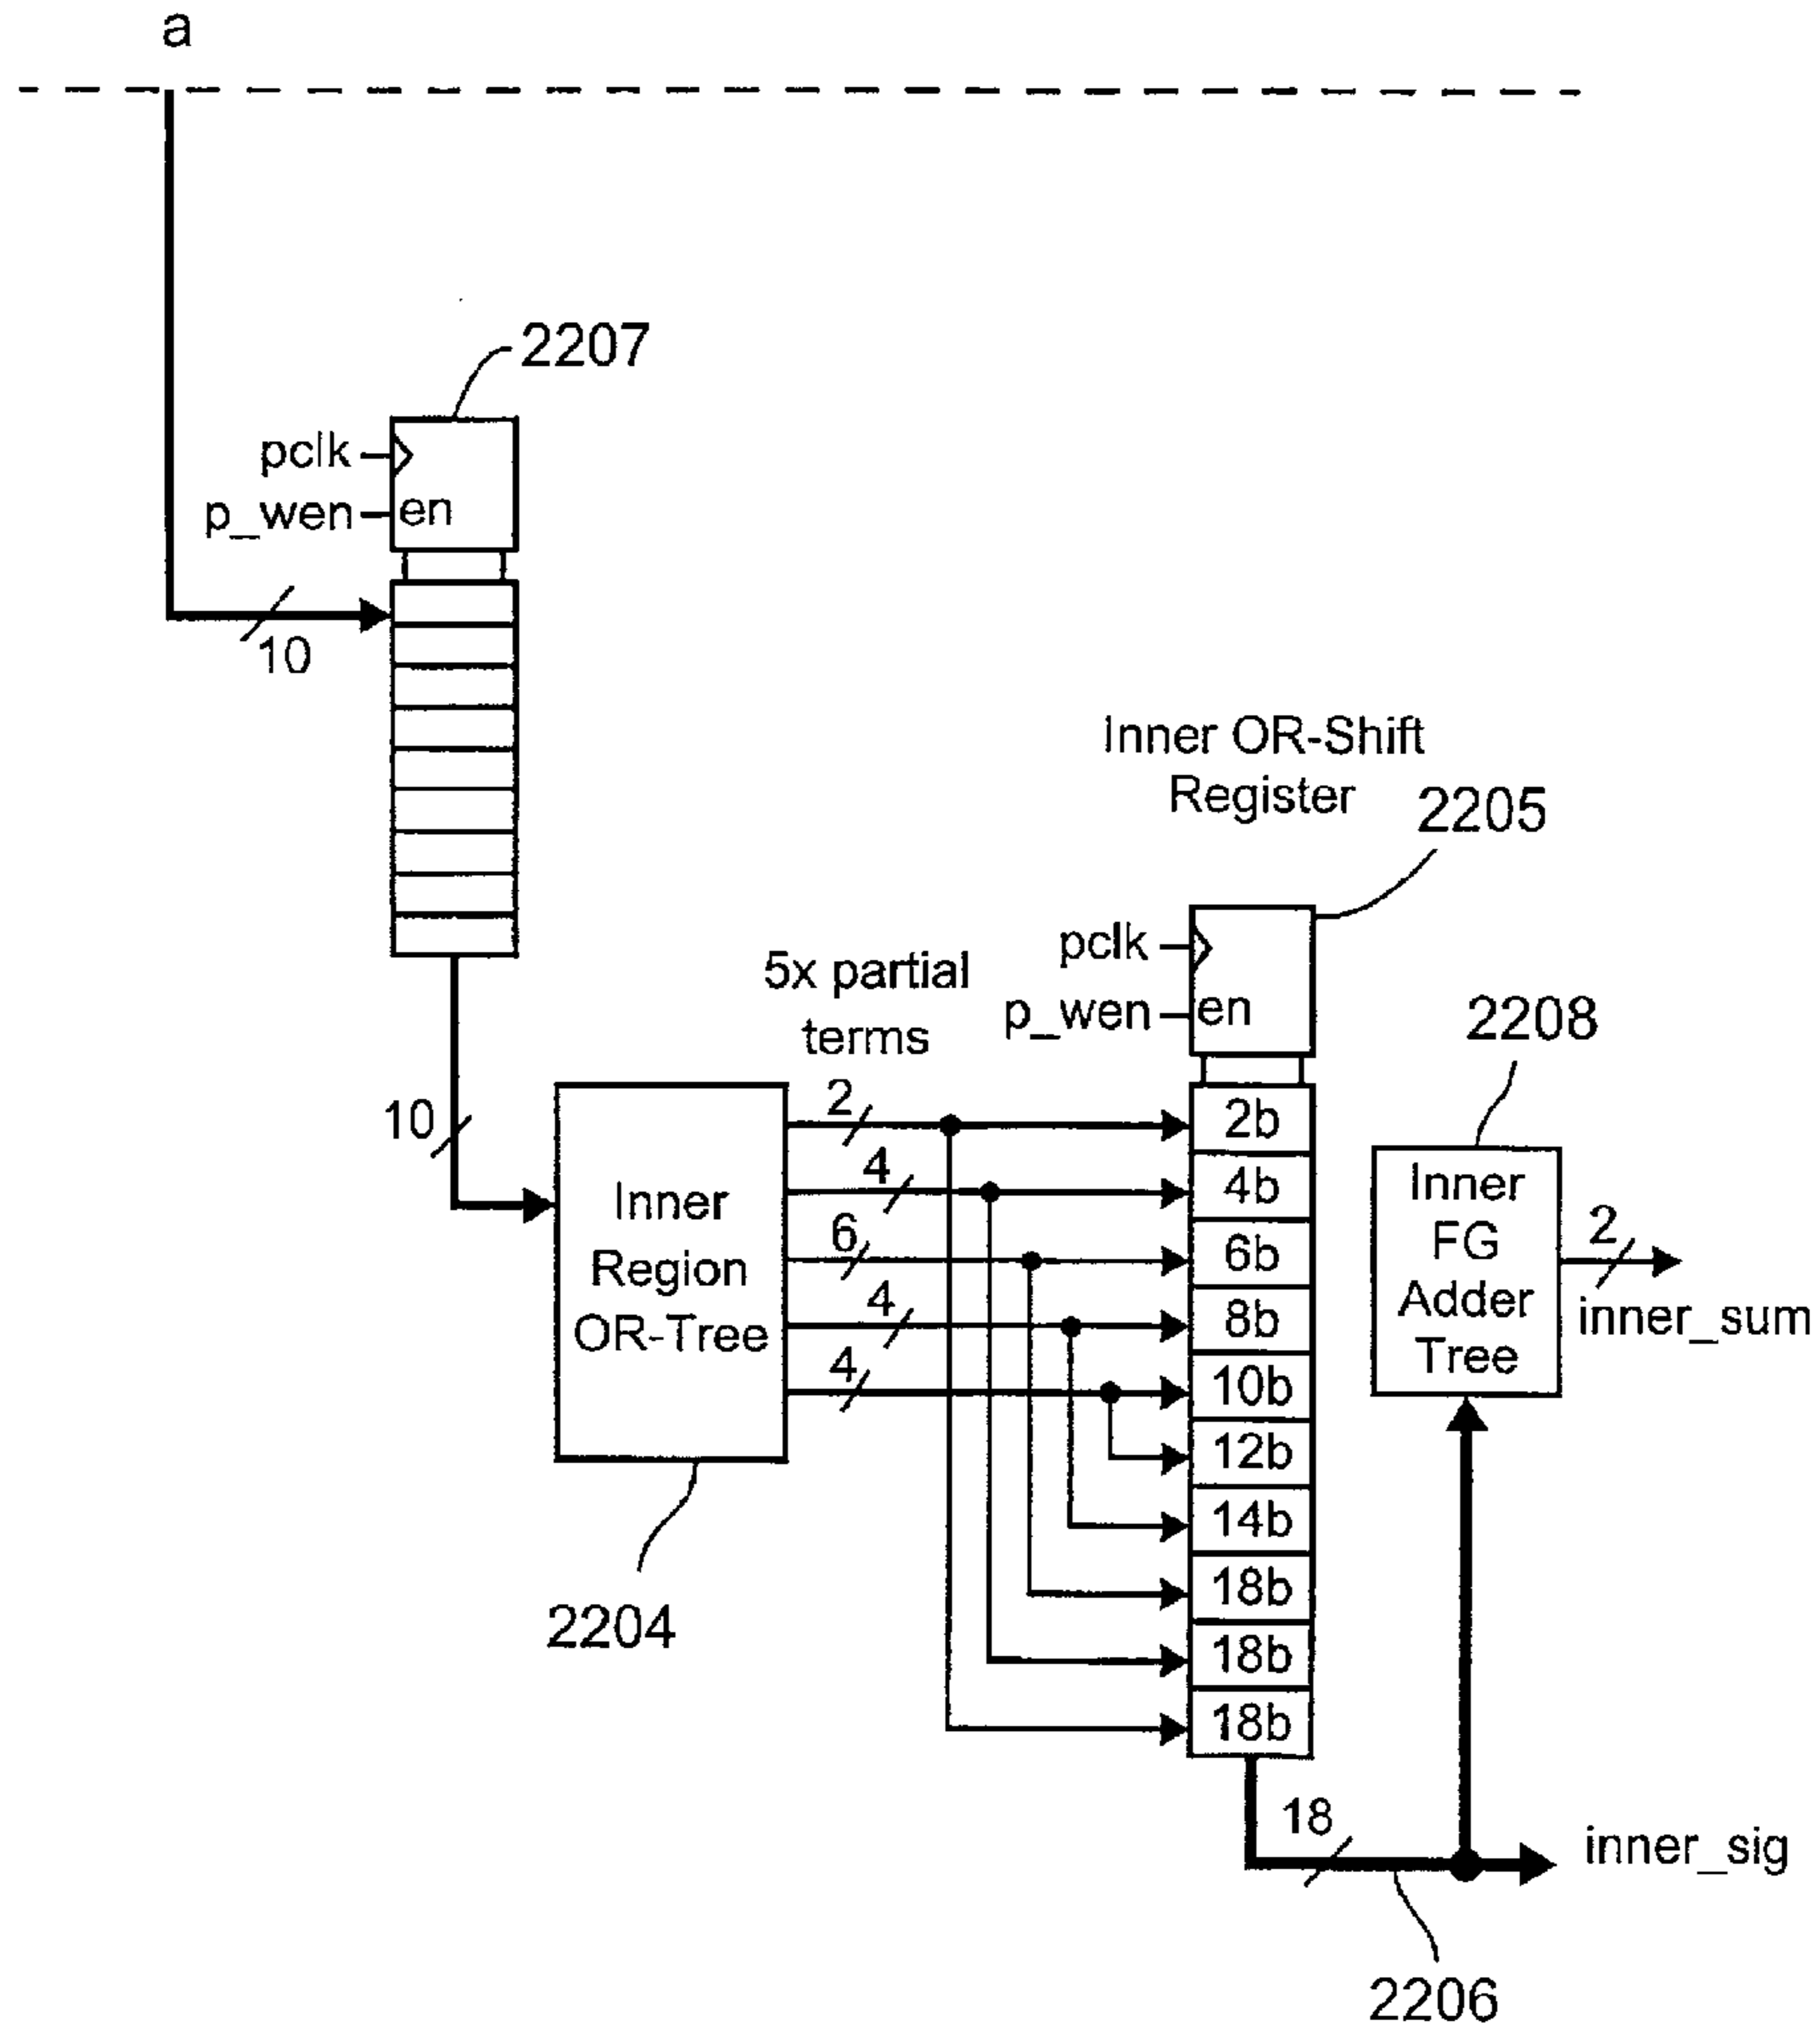 a
2207
pclk
p_wen
en
10
Inner OR-Shift
Register
2205
pclk
p_wen
en
5x partial
terms
2208
10
2
4
6
4
4
Inner
Region
OR-Tree
2b
4b
6b
8b
10b
12b
14b
18b
18b
18b
Inner
FG
Adder
Tree
2
inner_sum
2204
18
inner_sig
2206